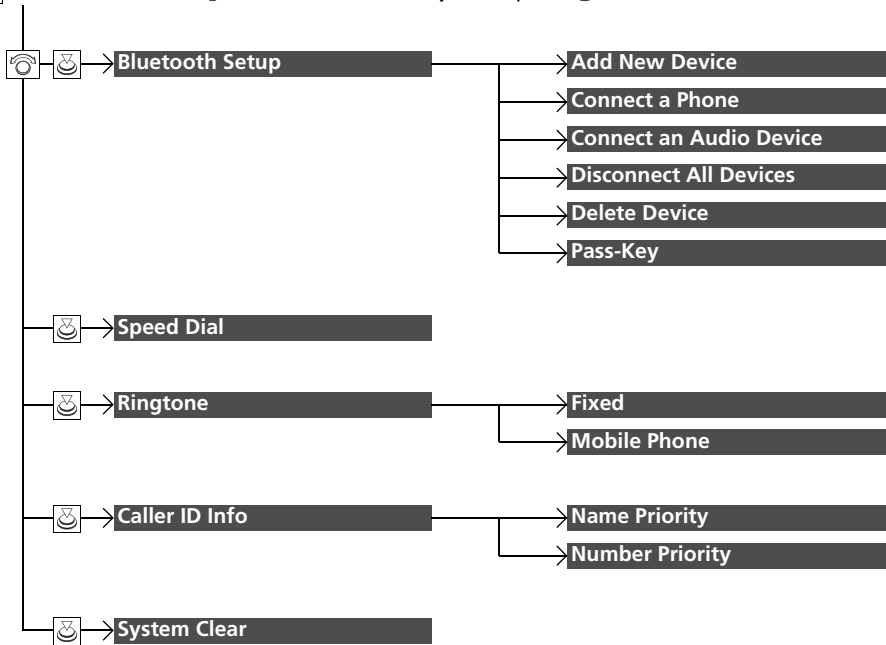 Bluetooth Setup
Add New Device
Connect a Phone
Connect an Audio Device
Disconnect All Devices
Delete Device
Pass-Key
Speed Dial
Ringtone
Fixed
Mobile Phone
Caller ID Info
Name Priority
Number Priority
System Clear